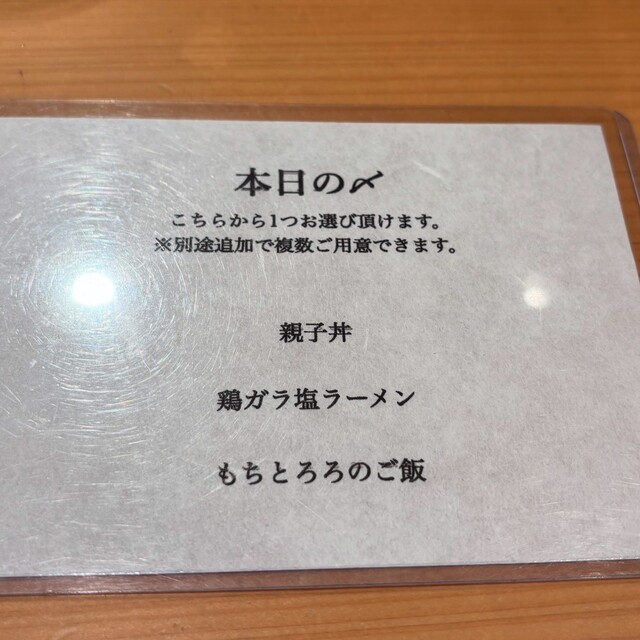 本日の〆
こちらから1つお選び頂けます。
※別途追加で複数ご用意できます。
親子丼
鶏ガラ塩ラーメン
もちとろろのご飯